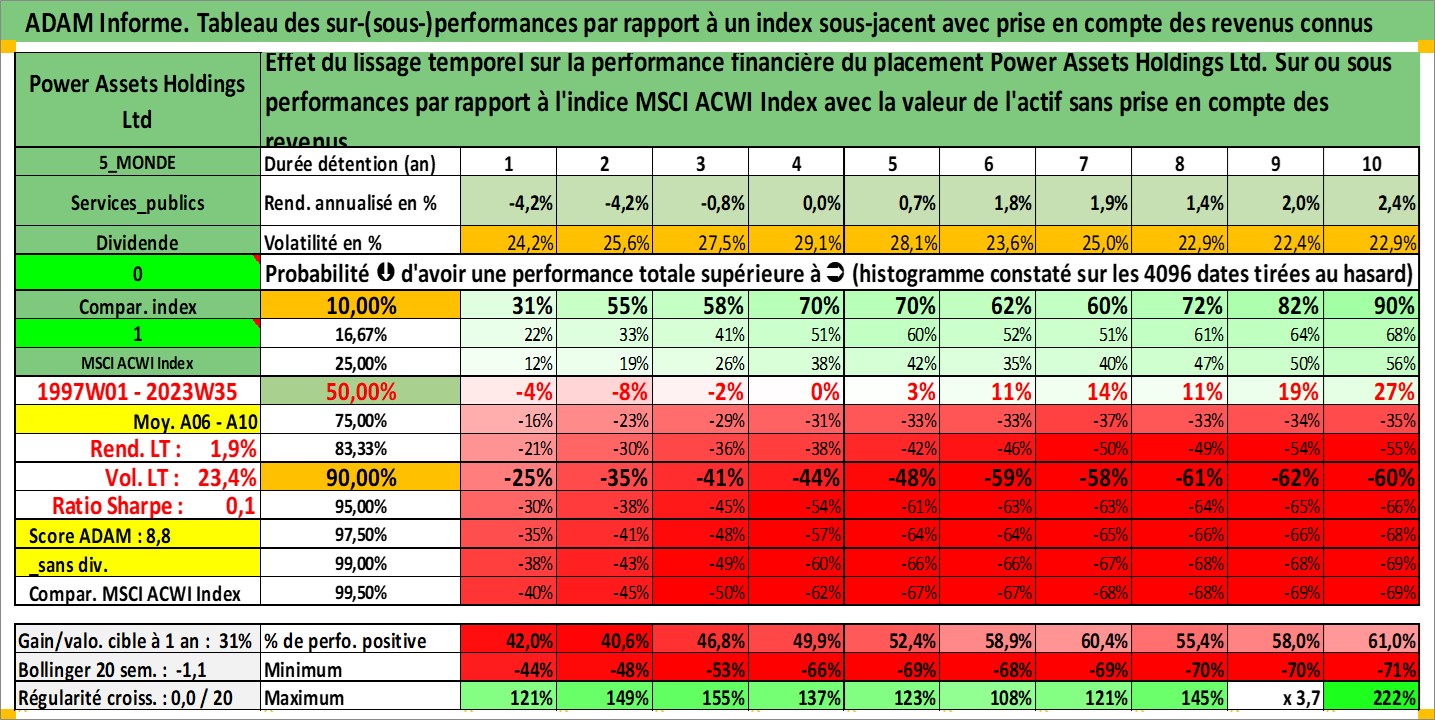 ADAM Informe. Tableau des sur-(sous-)performances par rapport à un index sous-jacent avec prise en compte des revenus connus
Power Assets Holdings Ltd
Effet du lissage temporel sur la performance financière du placement Power Assets Holdings Ltd. Sur ou sous
performances par rapport à l'indice MSCI ACWI Index avec la valeur de l'actif sans prise en compte des
revenus
5_MONDE Durée détention (an) 1 2 3 4 5 6 7 8 9 10
Services_publics Rend. annualisé en % -4,2% -4,2% -0,8% 0,0% 0,7% 1,8% 1,9% 1,4% 2,0% 2,4%
Dividende Volatilité en % 24,2% 25,6% 27,5% 29,1% 28,1% 23,6% 25,0% 22,9% 22,4% 22,9%
0 Probabilité d'avoir une performance totale supérieure à (histogramme constaté sur les 4096 dates tirées au hasard)
Compar. index 10,00% 31% 55% 58% 70% 70% 62% 60% 72% 82% 90%
1 16,67% 22% 33% 41% 51% 60% 52% 51% 61% 64% 68%
MSCI ACWI Index 25,00% 12% 19% 26% 38% 42% 35% 40% 47% 50% 56%
1997W01 - 2023W35 50,00% -4% -8% -2% 0% 3% 11% 14% 11% 19% 27%
Moy. A06 - A10 75,00% -16% -23% -29% -31% -33% -33% -37% -33% -34% -35%
Rend. LT : 1,9% 83,33% -21% -30% -36% -38% -42% -46% -50% -49% -54% -55%
Vol. LT : 23,4% 90,00% -25% -35% -41% -44% -48% -59% -58% -61% -62% -60%
Ratio Sharpe : 0,1 95,00% -30% -38% -45% -54% -61% -63% -63% -64% -65% -66%
Score ADAM : 8,8 97,50% -35% -41% -48% -57% -64% -64% -65% -66% -66% -68%
_sans div. 99,00% -38% -43% -49% -60% -66% -66% -67% -68% -68% -69%
Compar. MSCI ACWI Index 99,50% -40% -45% -50% -62% -67% -67% -68% -68% -69% -69%
Gain/valo. cible à 1 an : 31% % de perfo. positive 42,0% 40,6% 46,8% 49,9% 52,4% 58,9% 60,4% 55,4% 58,0% 61,0%
Bollinger 20 sem. : -1,1 Minimum -44% -48% -53% -66% -69% -68% -69% -70% -70% -71%
Régularité croiss. : 0,0 / 20 Maximum 121% 149% 155% 137% 123% 108% 121% 145% x 3,7 222%